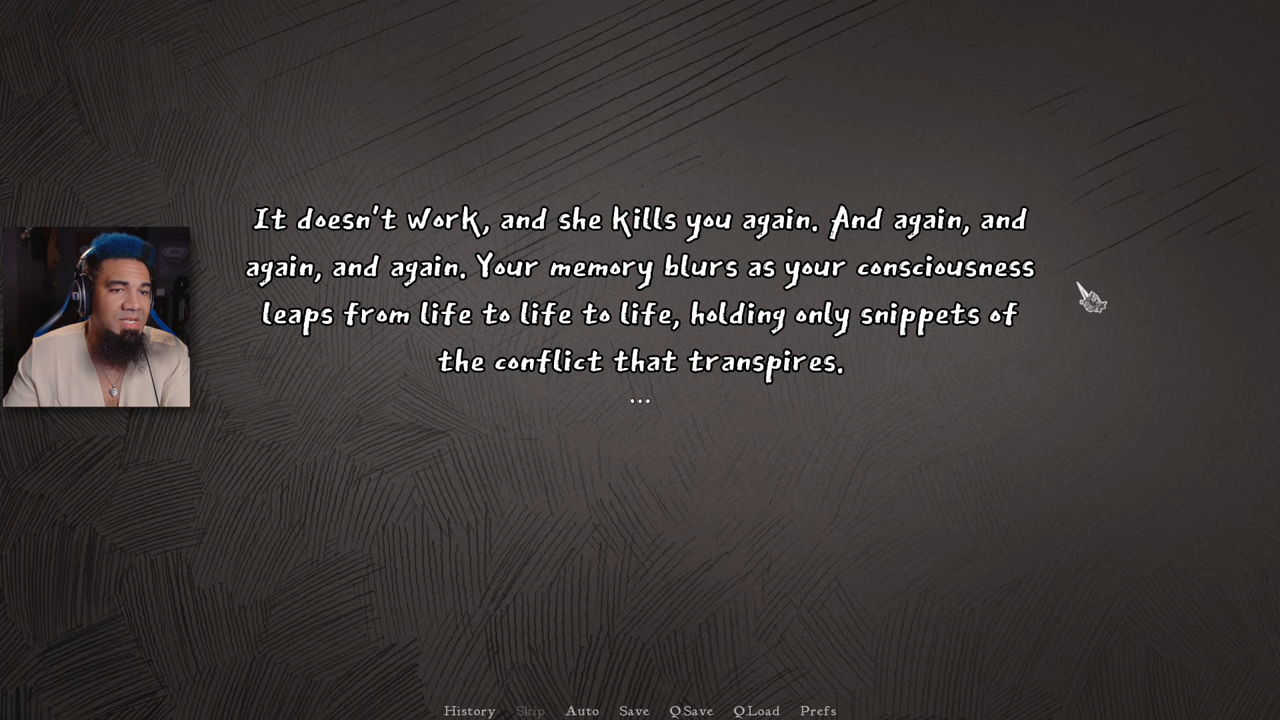 It doesn't work, and she kills you again. And again, and
again, and again. Your memory blurs as your consciousness
leaps from life to life to life, holding only snippets of
the conflict that transpires.
...
History Skip Auto Save Q.Save Q.Load Prefs